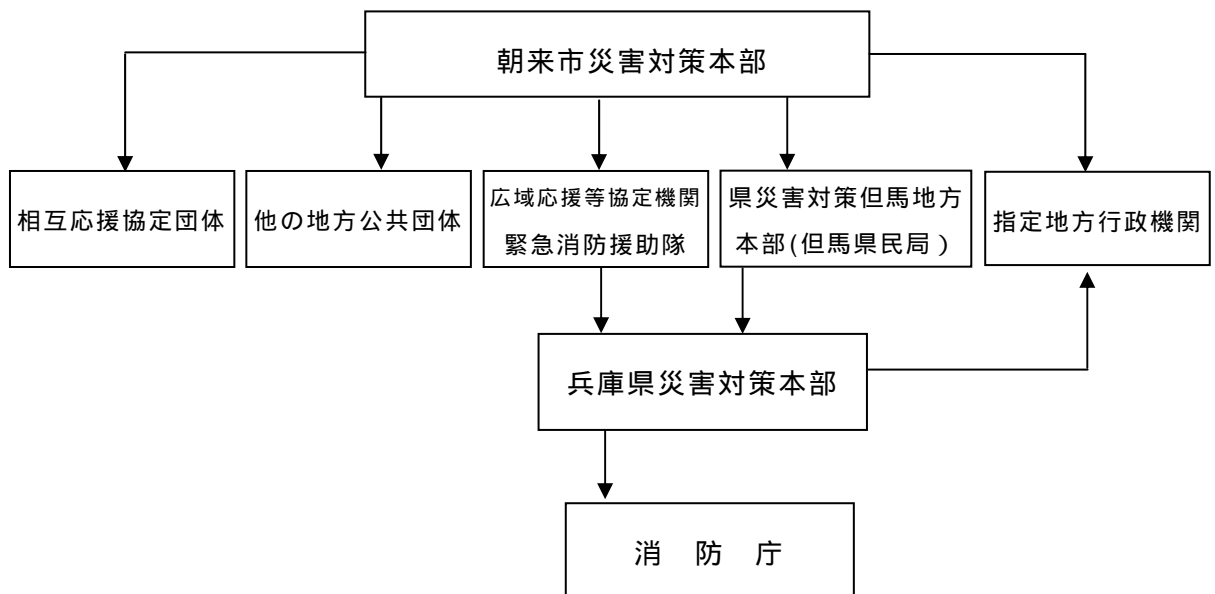 朝来市災害対策本部
相互応援協定団体
他の地方公共団体
広域応援等協定機関
緊急消防援助隊
県災害対策但馬地方
本部(但馬県民局)
指定地方行政機関
兵庫県災害対策本部
消 防 庁